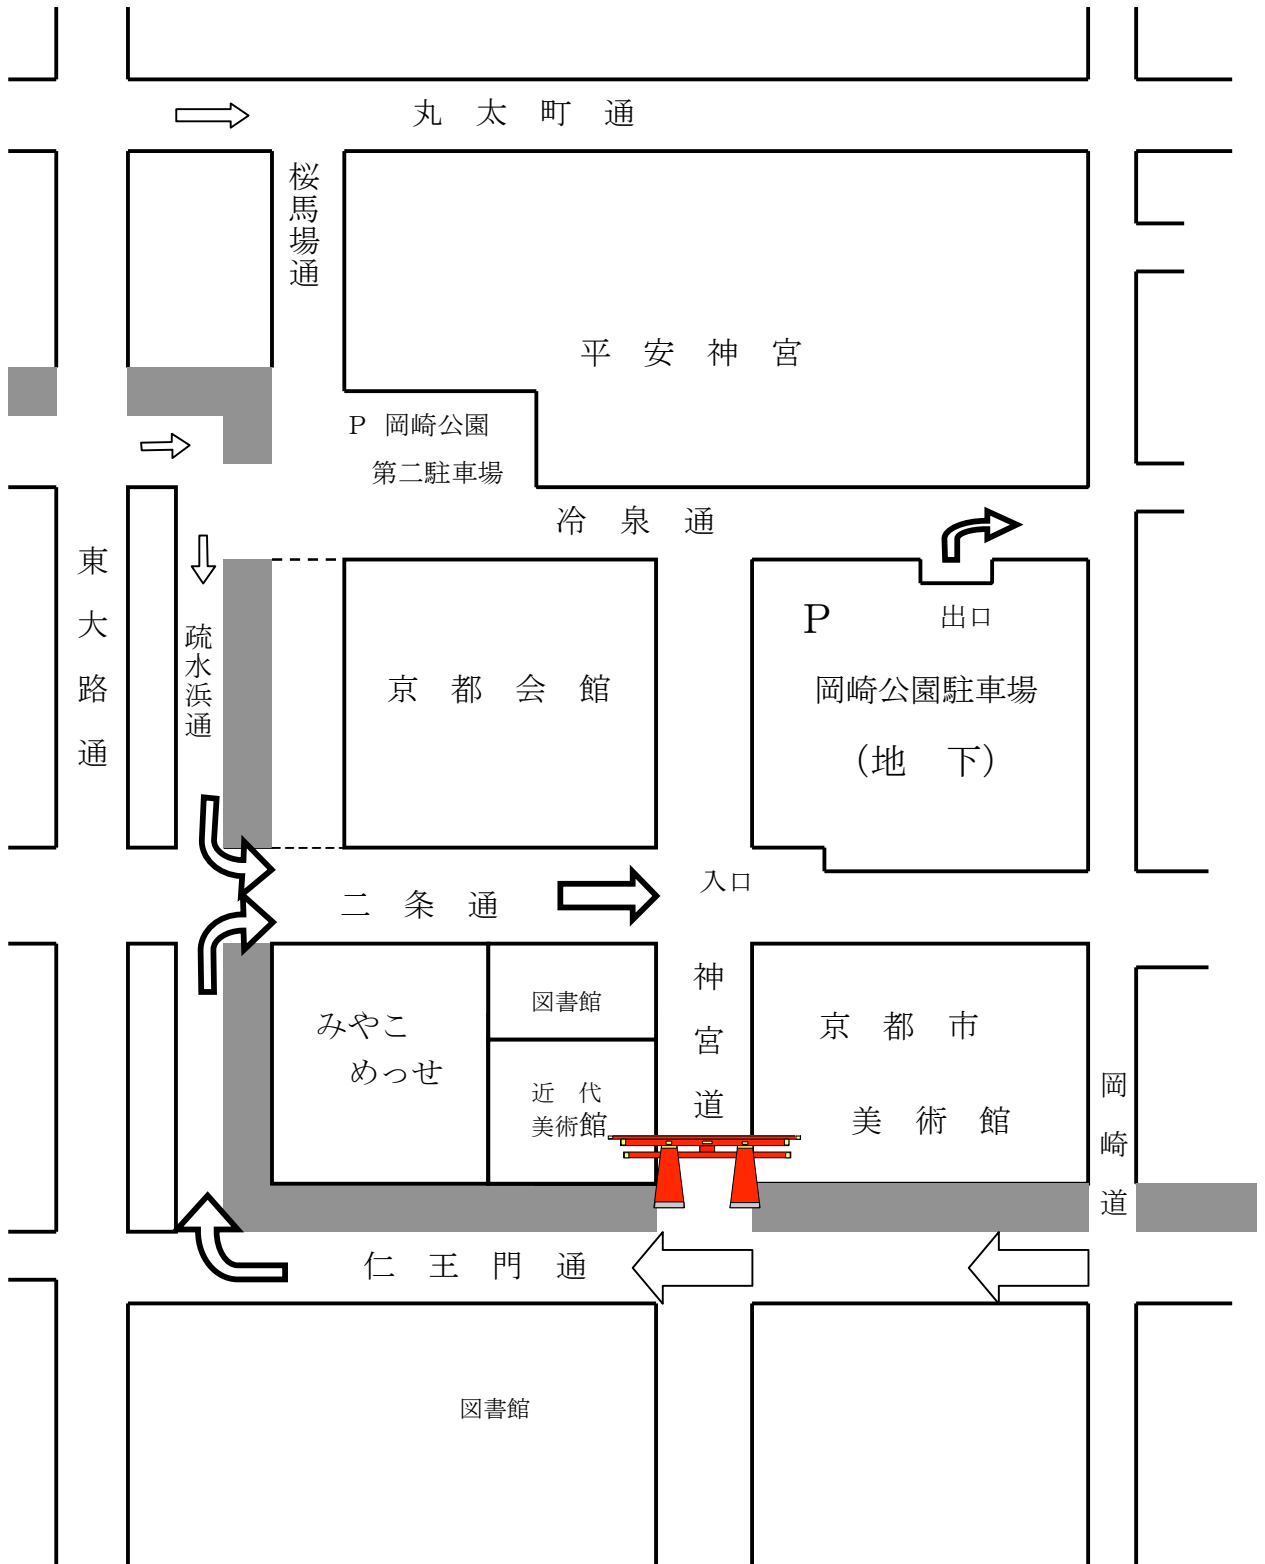 丸太町通
桜馬場通
平安神宮
P 岡崎公園
第二駐車場
冷泉通
東大路通
疏水浜通
京都会館
P
出口
岡崎公園駐車場
(地下)
入口
二条通
神宮道
図書館
みやこ
めっせ
近代
美術館
京都市
美術館
岡崎道
仁王門通
図書館